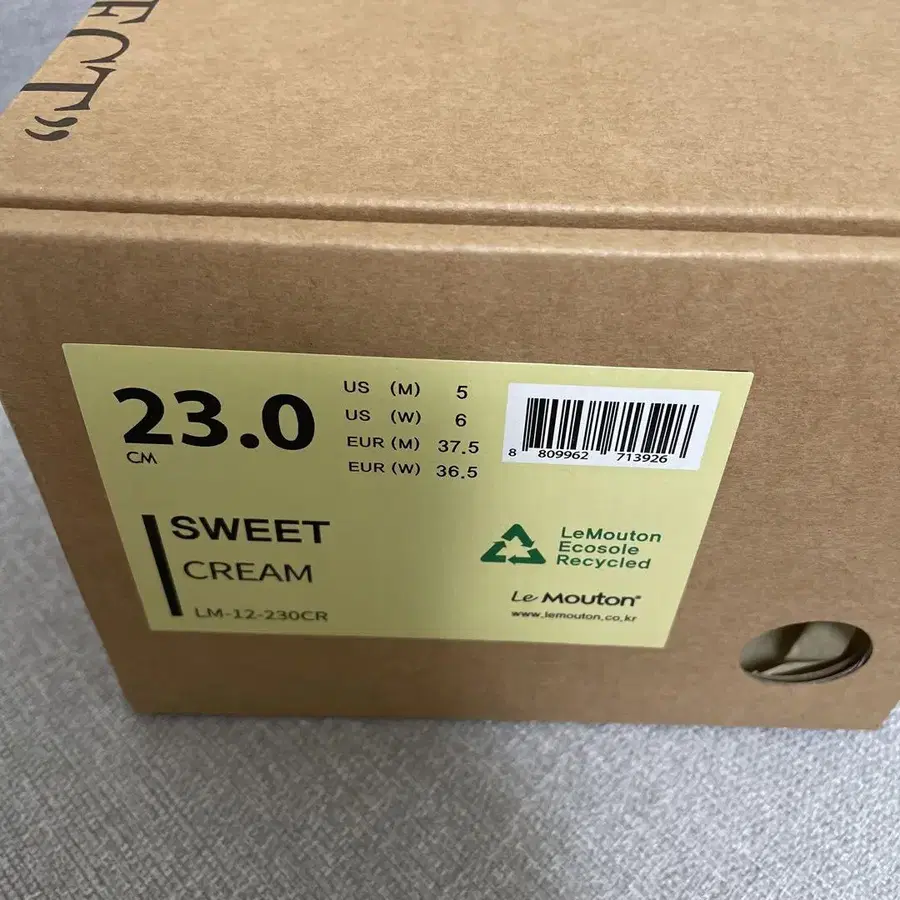 ECT”
23.0
CM
US (M) 5
US (W) 6
EUR (M) 37.5
EUR (W) 36.5
8 809962 713926
SWEET
CREAM
LM-12-230CR
LeMouton
Ecosole
Recycled
Le Mouton®
www.lemouton.co.kr